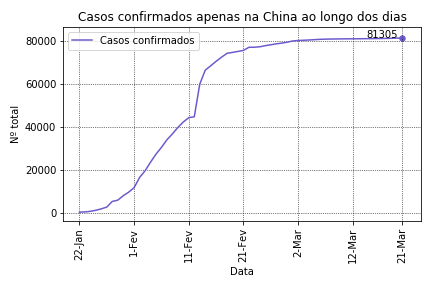 Casos confirmados apenas na China ao longo dos dias
81305
Casos confirmados
80000
60000
40000
20000
0
Nº total
22-Jan
1-Fev
11-Fev
21-Fev
2-Mar
12-Mar
21-Mar
Data